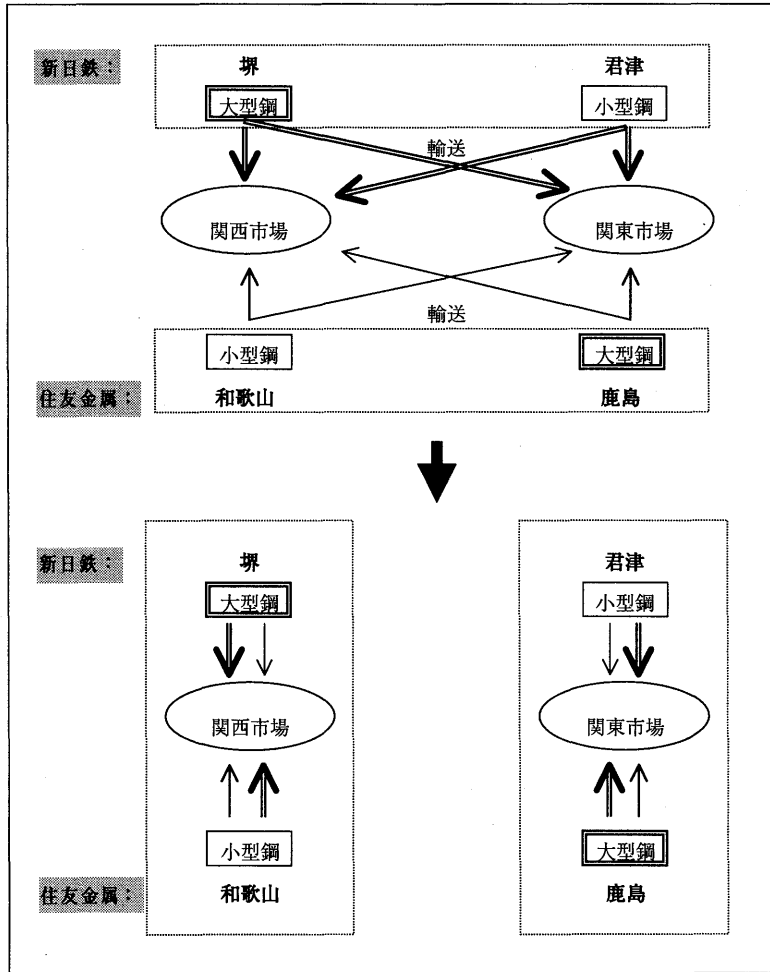 新日鉄：
堺
君津
大型鋼
小型鋼
輸送
関西市場
関東市場
輸送
小型鋼
大型鋼
住友金属：
和歌山
鹿島
新日鉄：
堺
君津
大型鋼
小型鋼
関西市場
関東市場
小型鋼
大型鋼
住友金属：
和歌山
鹿島